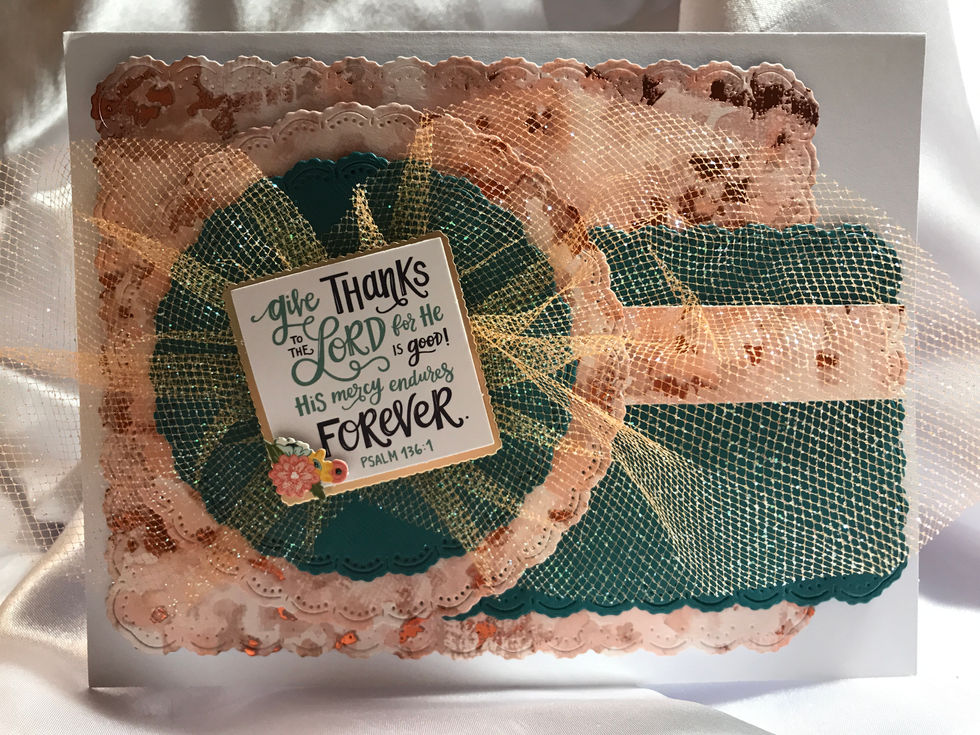 give THANKS
TO THE LORD for He
IS gOOD!
HiS mercy endures
FOREVER.
PSALM 136:1